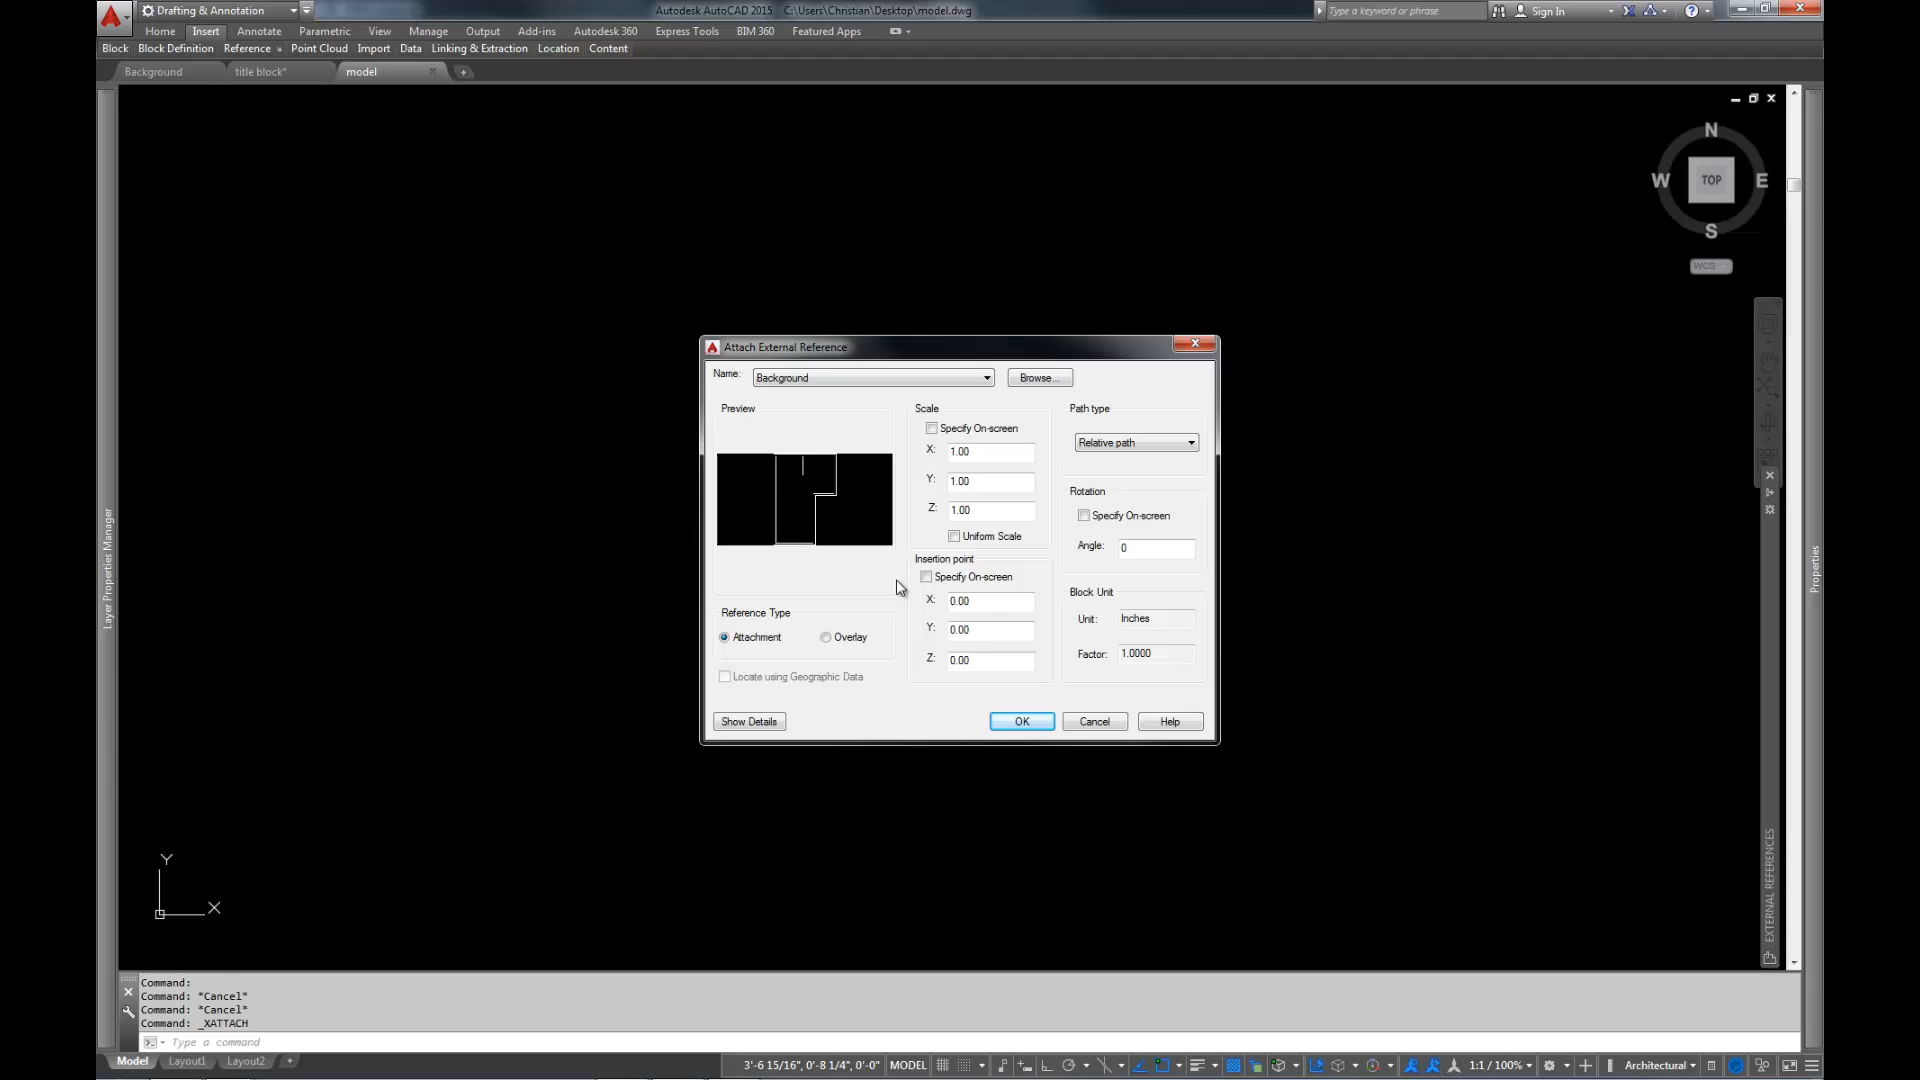 Drafting & Annotation
Autodesk AutoCAD 2015 C:\Users\Christian\Desktop\model.dwg
Type a keyword or phrase
Sign In
Home Insert Annotate Parametric View Manage Output Add-ins Autodesk 360 Express Tools BIM 360 Featured Apps
Block Block Definition Reference Point Cloud Import Data Linking & Extraction Location Content
Background title block* model
N
W TOP E
S
WCS
Attach External Reference
Name: Background Browse...
Preview
Scale
Specify On-screen
X: 1.00
Y: 1.00
Z: 1.00
Uniform Scale
Path type
Relative path
Rotation
Specify On-screen
Angle: 0
Insertion point
Specify On-screen
X: 0.00
Y: 0.00
Z: 0.00
Block Unit
Unit: Inches
Factor: 1.0000
Reference Type
Attachment Overlay
Locate using Geographic Data
Show Details OK Cancel Help
Layer Properties Manager
Properties
EXTERNAL REFERENCES
Y
X
Command:
Command: *Cancel*
Command: *Cancel*
Command: _XATTACH
Type a command
Model Layout1 Layout2
3'-6 15/16", 0'-8 1/4", 0'-0" MODEL 1:1 / 100% Architectural